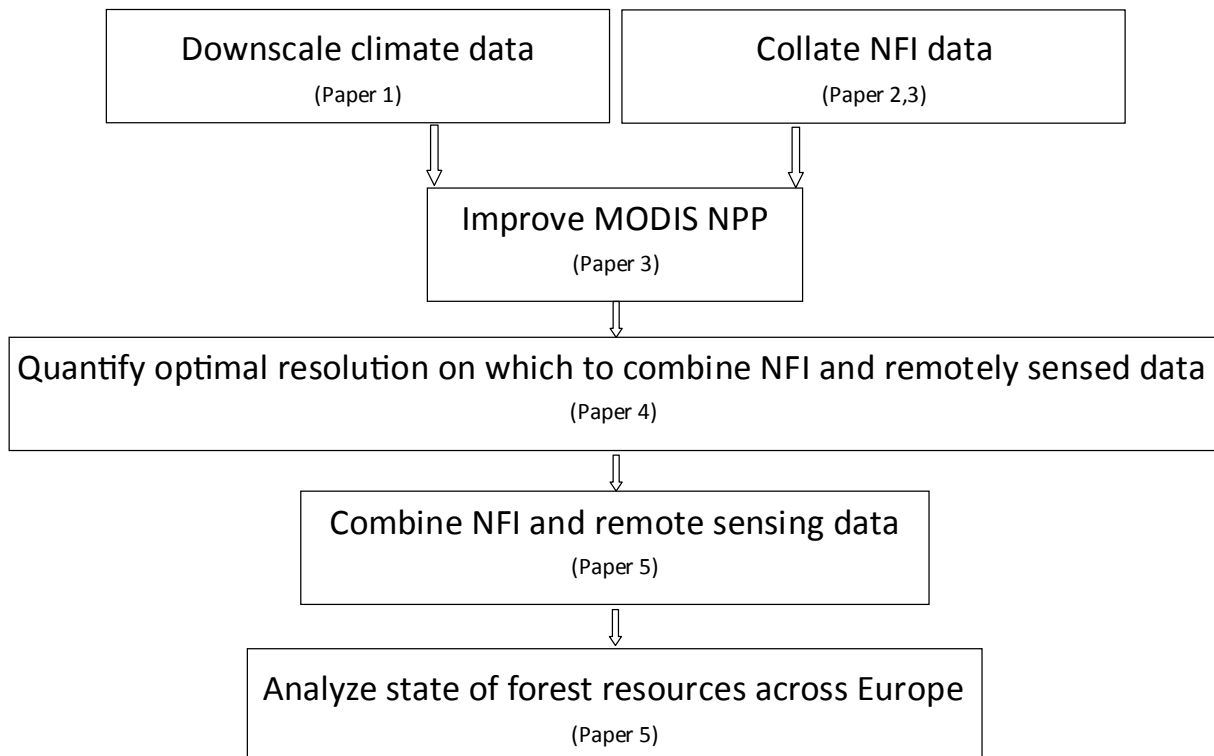 Downscale climate data
(Paper 1)
Collate NFI data
(Paper 2,3)
Improve MODIS NPP
(Paper 3)
Quantify optimal resolution on which to combine NFI and remotely sensed data
(Paper 4)
Combine NFI and remote sensing data
(Paper 5)
Analyze state of forest resources across Europe
(Paper 5)